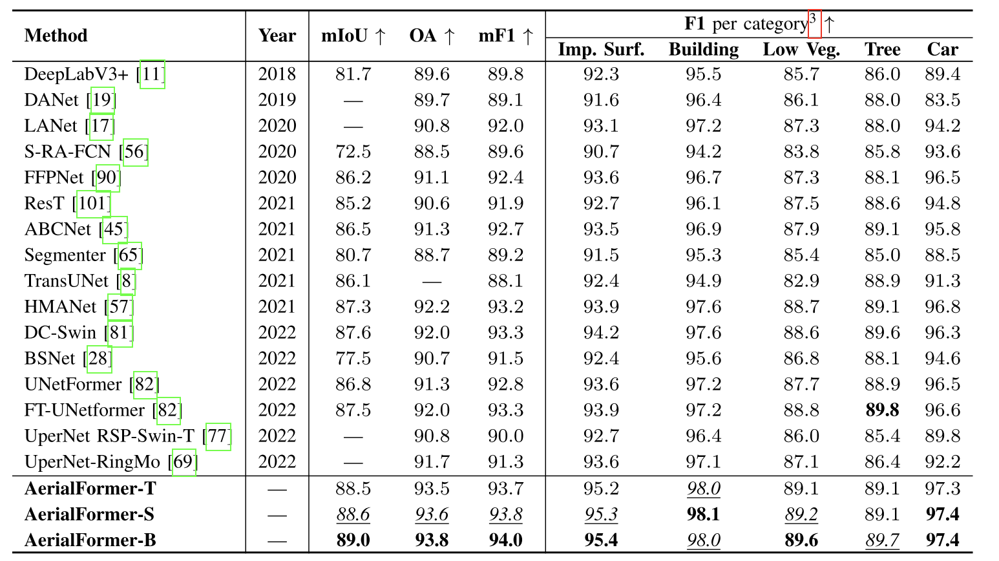 Method Year mIoU ↑ OA ↑ mF1 ↑ F1 per category3 ↑
Imp. Surf. Building Low Veg. Tree Car
DeepLabV3+ [11] 2018 81.7 89.6 89.8 92.3 95.5 85.7 86.0 89.4
DANet [19] 2019 — 89.7 89.1 91.6 96.4 86.1 88.0 83.5
LANet [17] 2020 — 90.8 92.0 93.1 97.2 87.3 88.0 94.2
S-RA-FCN [56] 2020 72.5 88.5 89.6 90.7 94.2 83.8 85.8 93.6
FFPNet [90] 2020 86.2 91.1 92.4 93.6 96.7 87.3 88.1 96.5
ResT [101] 2021 85.2 90.6 91.9 92.7 96.1 87.5 88.6 94.8
ABCNet [45] 2021 86.5 91.3 92.7 93.5 96.9 87.9 89.1 95.8
Segmenter [65] 2021 80.7 88.7 89.2 91.5 95.3 85.4 85.0 88.5
TransUNet [8] 2021 86.1 — 88.1 92.4 94.9 82.9 88.9 91.3
HMANet [57] 2021 87.3 92.2 93.2 93.9 97.6 88.7 89.1 96.8
DC-Swin [81] 2022 87.6 92.0 93.3 94.2 97.6 88.6 89.6 96.3
BSNet [28] 2022 77.5 90.7 91.5 92.4 95.6 86.8 88.1 94.6
UNetFormer [82] 2022 86.8 91.3 92.8 93.6 97.2 87.7 88.9 96.5
FT-UNetformer [82] 2022 87.5 92.0 93.3 93.9 97.2 88.8 89.8 96.6
UperNet RSP-Swin-T [77] 2022 — 90.8 90.0 92.7 96.4 86.0 85.4 89.8
UperNet-RingMo [69] 2022 — 91.7 91.3 93.6 97.1 87.1 86.4 92.2
AerialFormer-T — 88.5 93.5 93.7 95.2 98.0 89.1 89.1 97.3
AerialFormer-S — 88.6 93.6 93.8 95.3 98.1 89.2 89.1 97.4
AerialFormer-B — 89.0 93.8 94.0 95.4 98.0 89.6 89.7 97.4